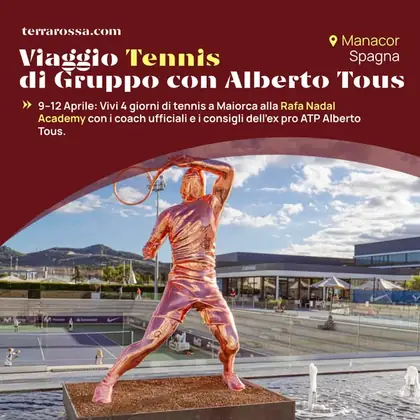 terrarossa.com
Manacor
Spagna
Viaggio Tennis
di Gruppo con Alberto Tous
9–12 Aprile: Vivi 4 giorni di tennis a Maiorca alla Rafa Nadal
Academy con i coach ufficiali e i consigli dell'ex pro ATP Alberto
Tous.